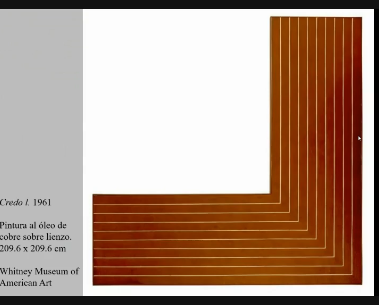 Credo I. 1961
Pintura al óleo de
cobre sobre lienzo.
209.6 x 209.6 cm
Whitney Museum of
American Art